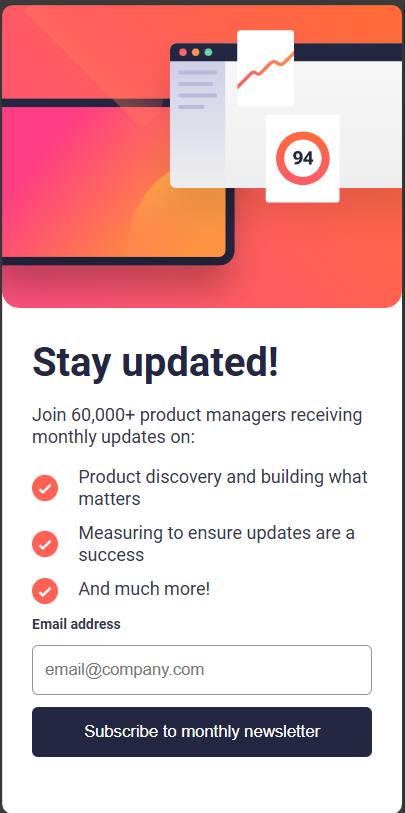 94
Stay updated!
Join 60,000+ product managers receiving
monthly updates on:
Product discovery and building what
matters
Measuring to ensure updates are a
success
And much more!
Email address
email@company.com
Subscribe to monthly newsletter